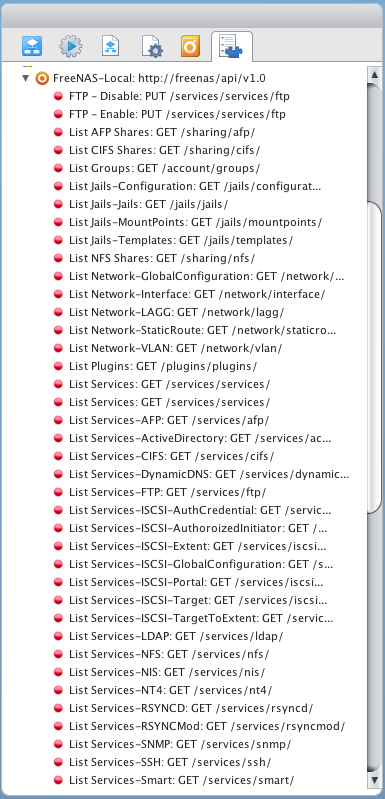 FreeNAS-Local: http://freenas/api/v1.0
FTP - Disable: PUT /services/services/ftp
FTP - Enable: PUT /services/services/ftp
List AFP Shares: GET /sharing/afp/
List CIFS Shares: GET /sharing/cifs/
List Groups: GET /account/groups/
List Jails-Configuration: GET /jails/configurat...
List Jails-Jails: GET /jails/jails/
List Jails-MountPoints: GET /jails/mountpoints/
List Jails-Templates: GET /jails/templates/
List NFS Shares: GET /sharing/nfs/
List Network-GlobalConfiguration: GET /network/...
List Network-Interface: GET /network/interface/
List Network-LAGG: GET /network/lagg/
List Network-StaticRoute: GET /network/staticro...
List Network-VLAN: GET /network/vlan/
List Plugins: GET /plugins/plugins/
List Services: GET /services/services/
List Services: GET /services/services/
List Services-AFP: GET /services/afp/
List Services-ActiveDirectory: GET /services/ac...
List Services-CIFS: GET /services/cifs/
List Services-DynamicDNS: GET /services/dynamic...
List Services-FTP: GET /services/ftp/
List Services-ISCSI-AuthCredential: GET /servic...
List Services-ISCSI-AuthoroizedInitiator: GET /...
List Services-ISCSI-Extent: GET /services/iscsi...
List Services-ISCSI-GlobalConfiguration: GET /s...
List Services-ISCSI-Portal: GET /services/iscsi...
List Services-ISCSI-Target: GET /services/iscsi...
List Services-ISCSI-TargetToExtent: GET /servic...
List Services-LDAP: GET /services/ldap/
List Services-NFS: GET /services/nfs/
List Services-NIS: GET /services/nis/
List Services-NT4: GET /services/nt4/
List Services-RSYNCD: GET /services/rsyncd/
List Services-RSYNCMod: GET /services/rsyncmod/
List Services-SNMP: GET /services/snmp/
List Services-SSH: GET /services/ssh/
List Services-Smart: GET /services/smart/